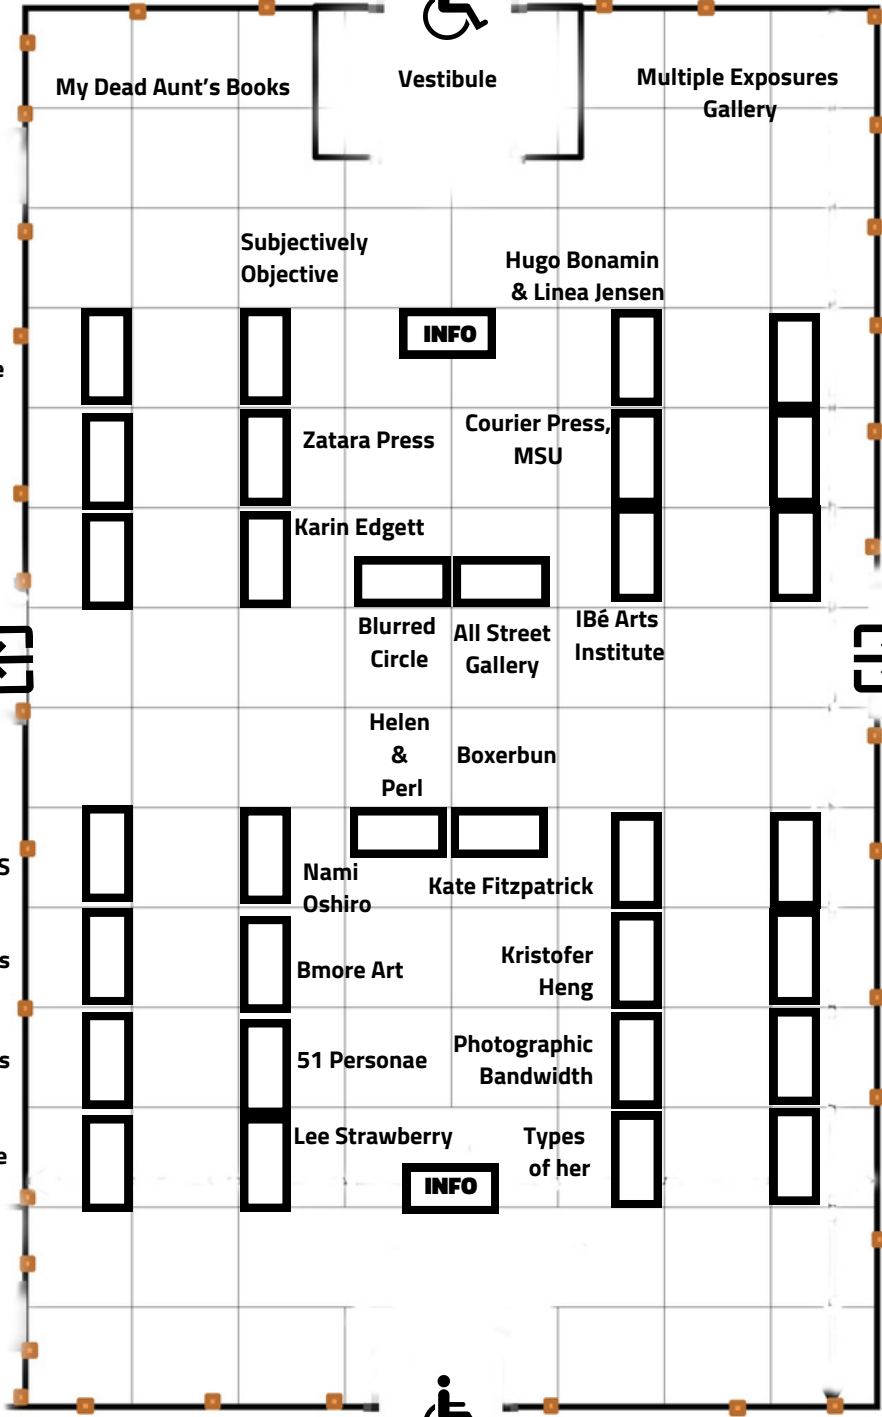 My Dead Aunt's Books
Vestibule
Multiple Exposures
Gallery
Subjectively
Objective
Hugo Bonamin
& Linea Jensen
INFO
Zatara Press
Courier Press,
MSU
Karin Edgett
Blurred
Circle
All Street
Gallery
IBé Arts
Institute
Helen
&
Perl
Boxerbun
Nami
Oshiro
Kate Fitzpatrick
Bmore Art
Kristofer
Heng
51 Personae
Photographic
Bandwidth
Lee Strawberry
Types
of her
INFO